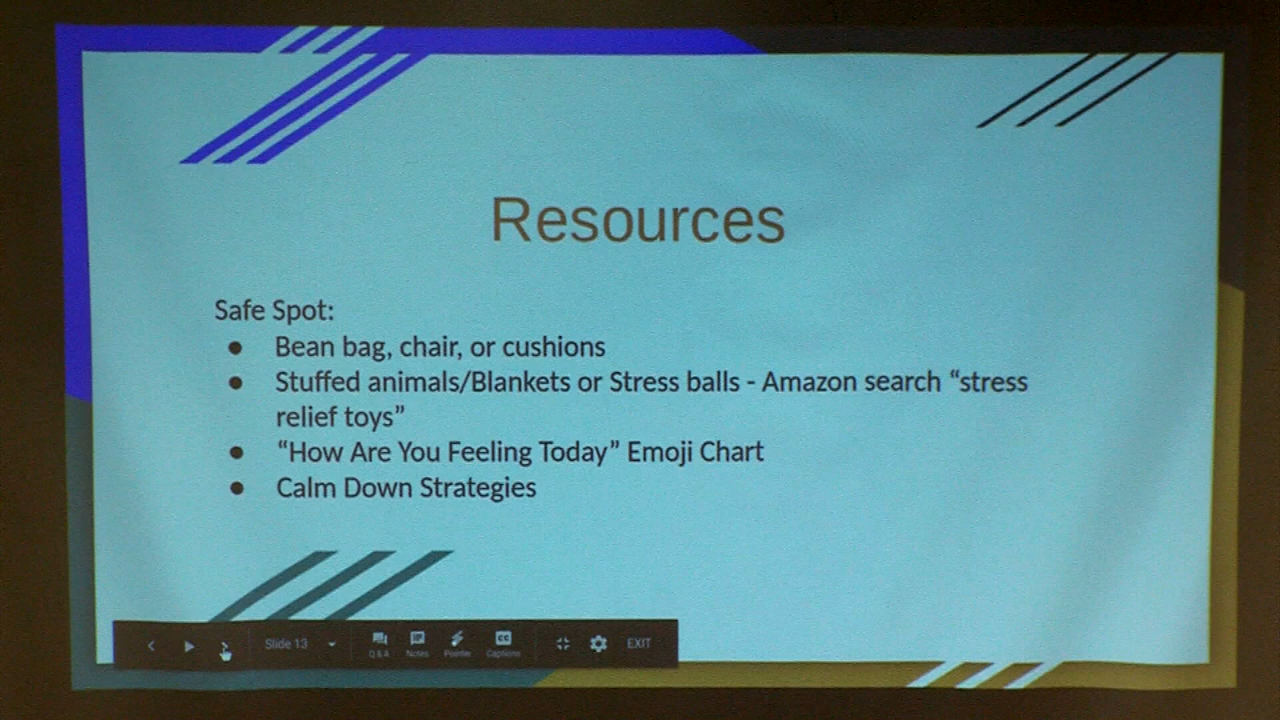 Resources
Safe Spot:
● Bean bag, chair, or cushions
● Stuffed animals/Blankets or Stress balls - Amazon search “stress
relief toys”
● “How Are You Feeling Today” Emoji Chart
● Calm Down Strategies
Slide 13 Q&A Notes Pointer CC Captions EXIT